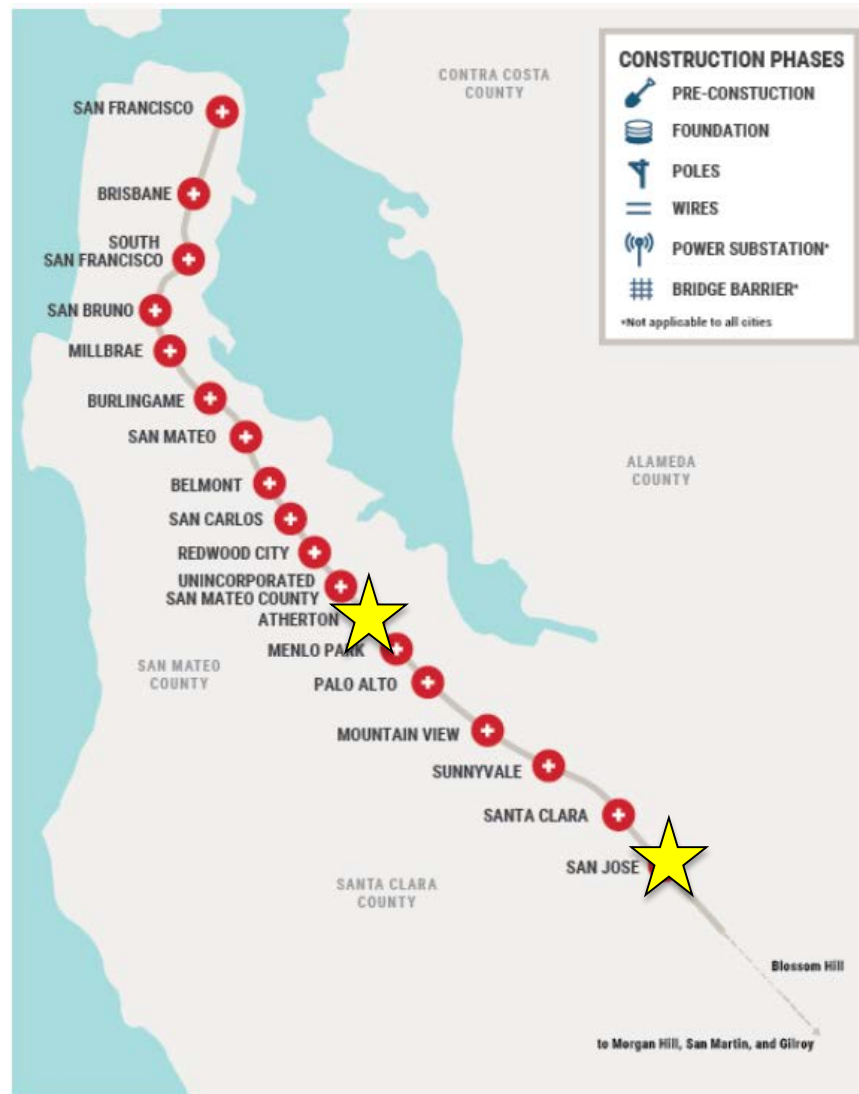 CONTRA COSTA
COUNTY
CONSTRUCTION PHASES
PRE-CONSTUCTION
FOUNDATION
POLES
WIRES
POWER SUBSTATION*
BRIDGE BARRIER*
*Not applicable to all cities
SAN FRANCISCO
BRISBANE
SOUTH
SAN FRANCISCO
SAN BRUNO
MILLBRAE
BURLINGAME
SAN MATEO
BELMONT
SAN CARLOS
REDWOOD CITY
UNINCORPORATED
SAN MATEO COUNTY
ATHERTON
MENLO PARK
PALO ALTO
MOUNTAIN VIEW
SUNNYVALE
SANTA CLARA
SAN JOSE
ALAMEDA
COUNTY
SAN MATEO
COUNTY
SANTA CLARA
COUNTY
Blossom Hill
to Morgan Hill, San Martin, and Gilroy